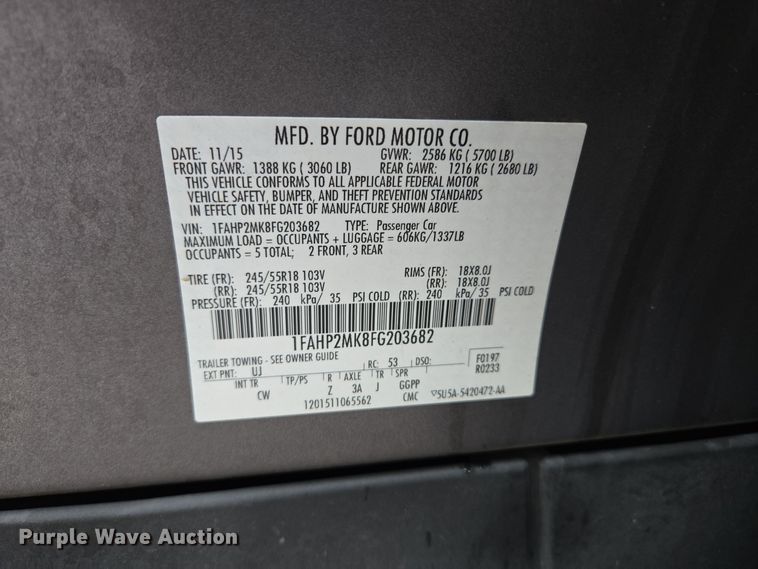 MFD. BY FORD MOTOR CO.
DATE: 11/15 GVWR: 2586 KG ( 5700 LB)
FRONT GAWR: 1388 KG ( 3060 LB) REAR GAWR: 1216 KG ( 2680 LB)
THIS VEHICLE CONFORMS TO ALL APPLICABLE FEDERAL MOTOR
VEHICLE SAFETY, BUMPER, AND THEFT PREVENTION STANDARDS
IN EFFECT ON THE DATE OF MANUFACTURE SHOWN ABOVE.
VIN: 1FAHP2MK8FG203682 TYPE: Passenger Car
MAXIMUM LOAD = OCCUPANTS + LUGGAGE = 606KG/1337LB
OCCUPANTS = 5 TOTAL; 2 FRONT, 3 REAR
TIRE (FR): 245/55R18 103V RIMS (FR): 18X8.0J
(RR): 245/55R18 103V (RR): 18X8.0J
PRESSURE (FR): 240 kPa/ 35 PSI COLD (RR): 240 kPa/ 35 PSI COLD
1FAHP2MK8FG203682
TRAILER TOWING - SEE OWNER GUIDE
EXT PNT: UJ RC: 53 DSO: F0197
R0233
INT TR TP/PS R AXLE TR SPR
CW Z 3A J GGPP
1201511065562 CMC ▽5U5A-5420472-AA
Purple Wave Auction